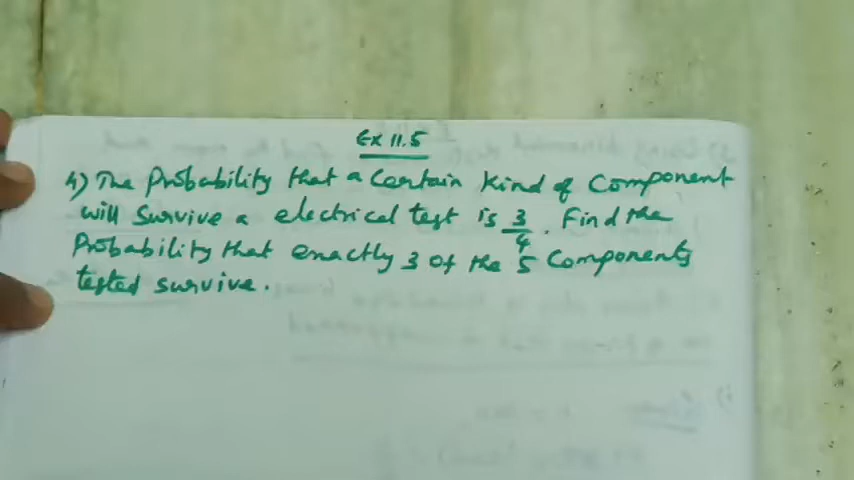 Ex 11.5
4) The Probability that a Certain kind of Component
will survive a electrical test is 3/4. Find the
Probability that exactly 3 of the 5 Components
tested survive.